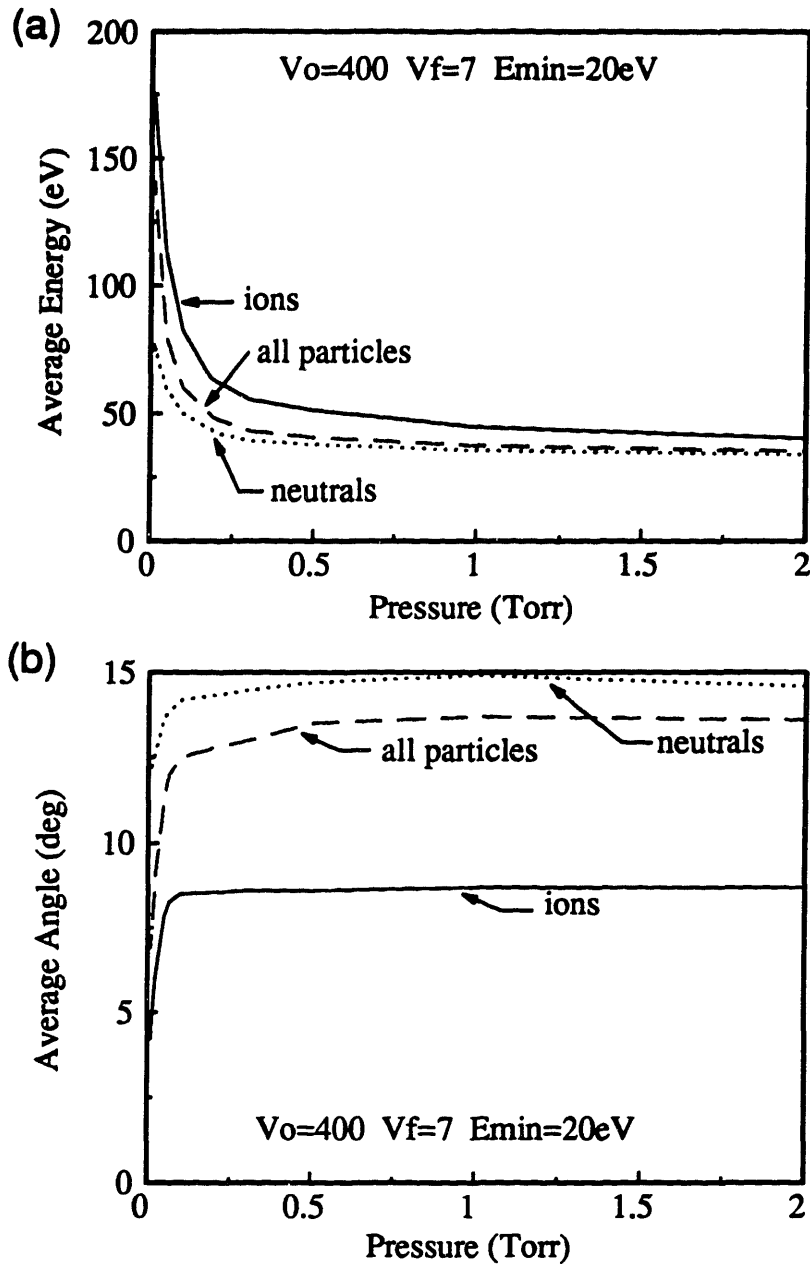 (a)
200
Vo=400 Vf=7 Emin=20eV
150
Average Energy (eV)
100
ions
all particles
50
neutrals
0
0 0.5 1 1.5 2
Pressure (Torr)
(b)
15
neutrals
all particles
Average Angle (deg)
10
ions
5
Vo=400 Vf=7 Emin=20eV
0
0 0.5 1 1.5 2
Pressure (Torr)